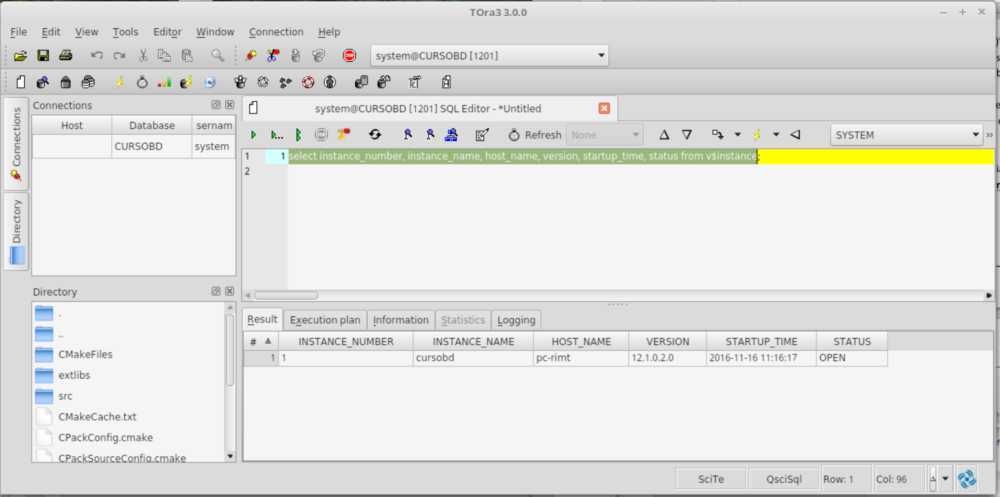 TOra3 3.0.0
File Edit View Tools Editor Window Connection Help
STOP system@CURSOBD [1201]
Connections
Host Database sernam
CURSOBD system
Connections
Directory
system@CURSOBD [1201] SQL Editor - *Untitled
Refresh None SYSTEM
1 1 select instance_number, instance_name, host_name, version, startup_time, status from v$instance;
2
Directory
.
..
CMakeFiles
extlibs
src
CMakeCache.txt
CPackConfig.cmake
CPackSourceConfig.cmake
Result Execution plan Information Statistics Logging
# INSTANCE_NUMBER INSTANCE_NAME HOST_NAME VERSION STARTUP_TIME STATUS
1 1 cursobd pc-rimt 12.1.0.2.0 2016-11-16 11:16:17 OPEN
SciTe QsciSql Row: 1 Col: 96